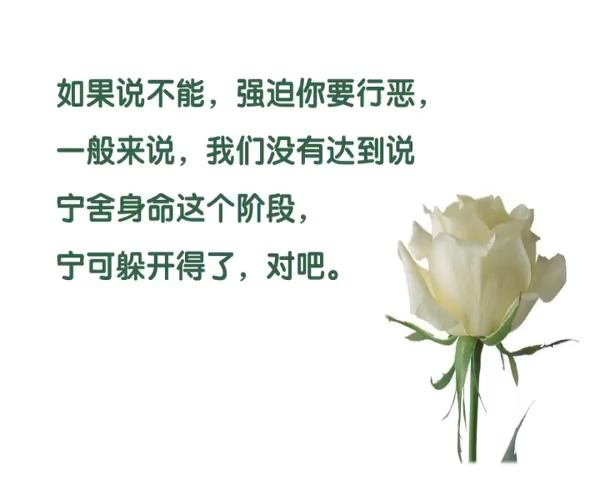 如果说不能，强迫你要行恶，
一般来说，我们没有达到说
宁舍身命这个阶段，
宁可躲开得了，对吧。